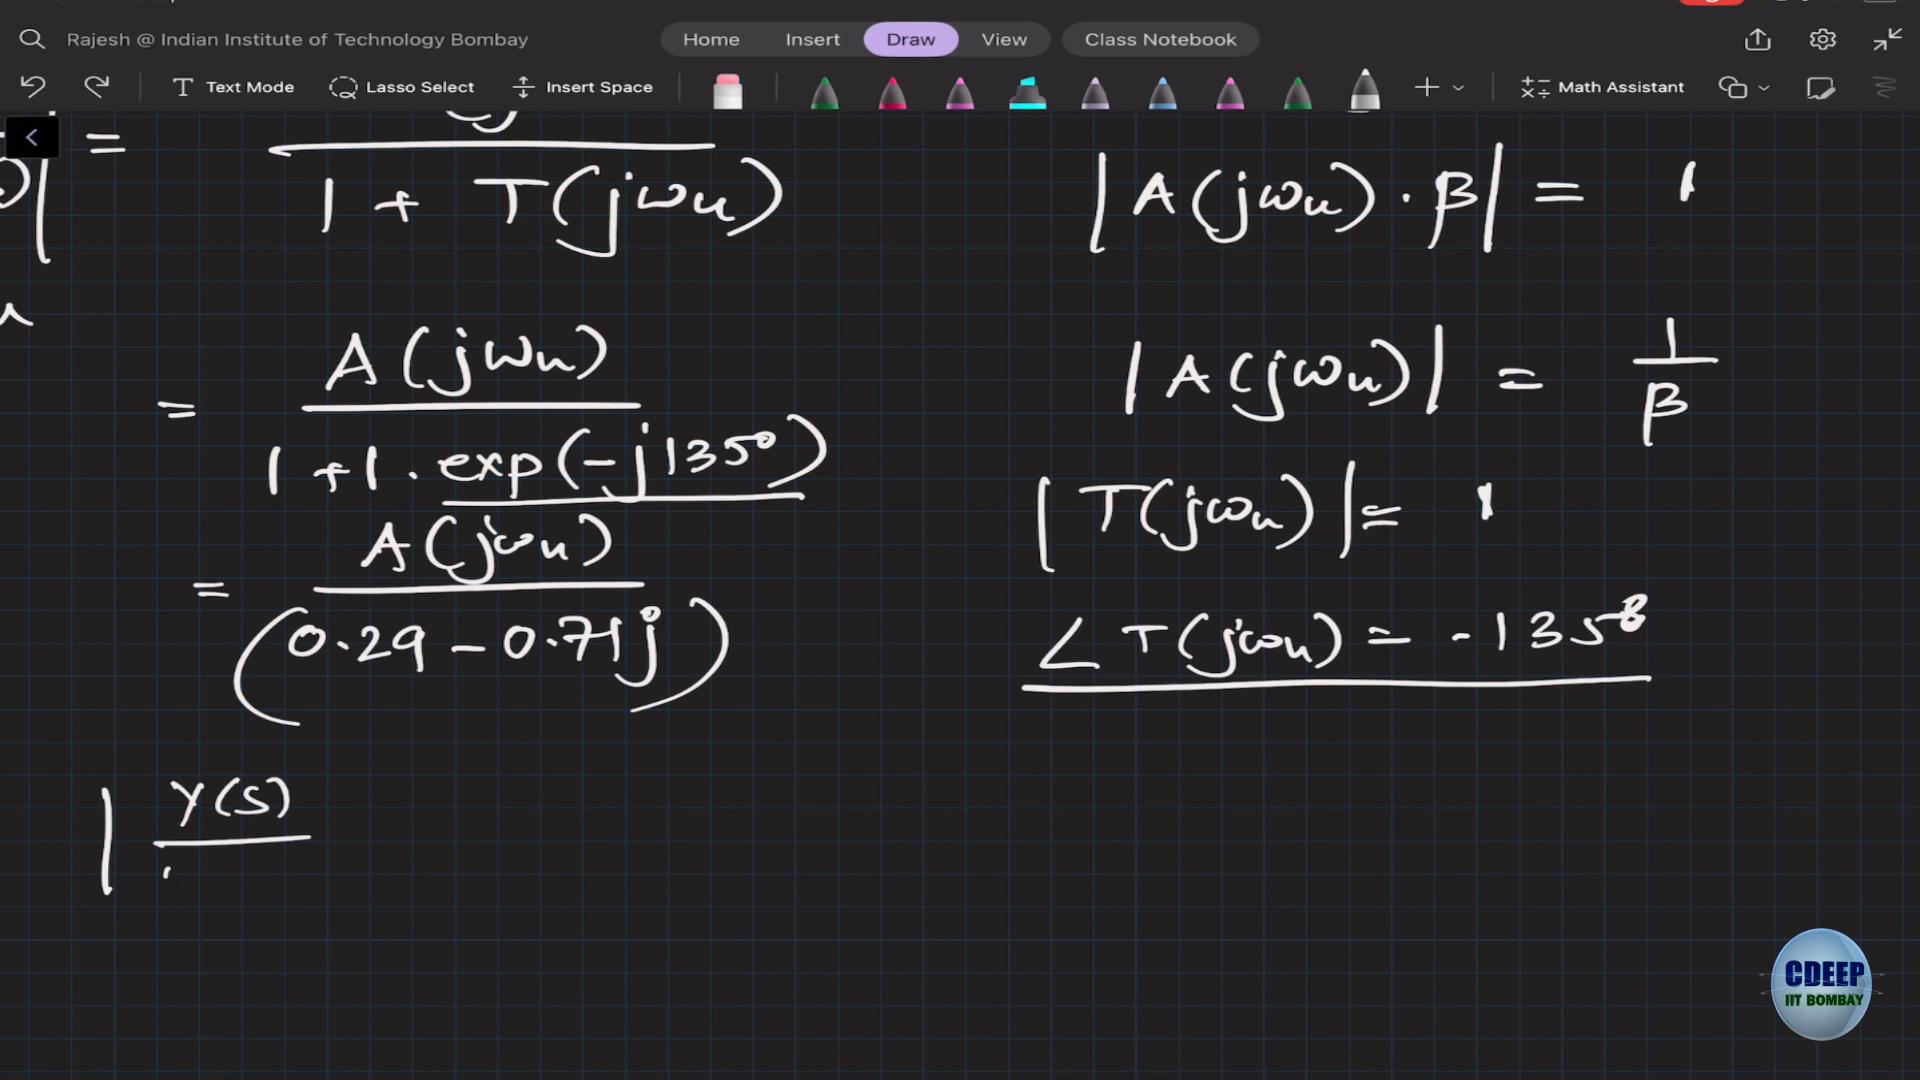 Rajesh @ Indian Institute of Technology Bombay
Home Insert Draw View Class Notebook
Text Mode Lasso Select Insert Space Math Assistant
=
1 + T(jωu)
|A(jωu) · β| = 1
= A(jωu)
1 + 1 · exp(-j135°)
|A(jωu)| = 1/β
= A(jωu)
(0.29 - 0.71j)
|T(jωu)| = 1
∠T(jωu) = -135°
| Y(s)
CDEEP
IIT BOMBAY